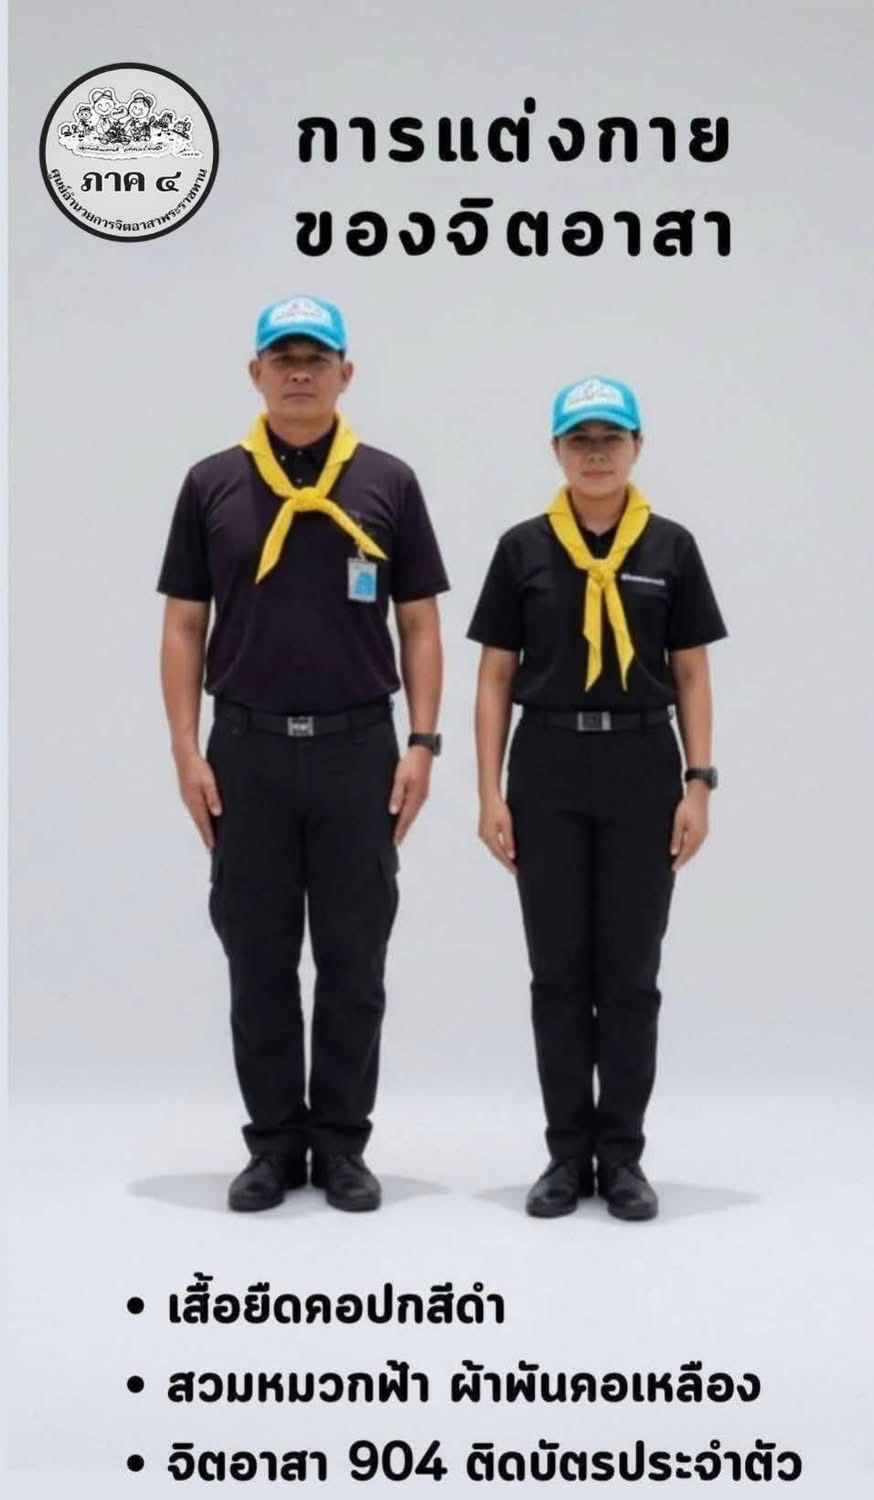 ภาค ๔
ศูนย์อำนวยการจิตอาสาพระราชทาน
การแต่งกาย
ของจิตอาสา
• เสื้อยืดคอปกสีดำ
• สวมหมวกฟ้า ผ้าพันคอเหลือง
• จิตอาสา 904 ติดบัตรประจำตัว